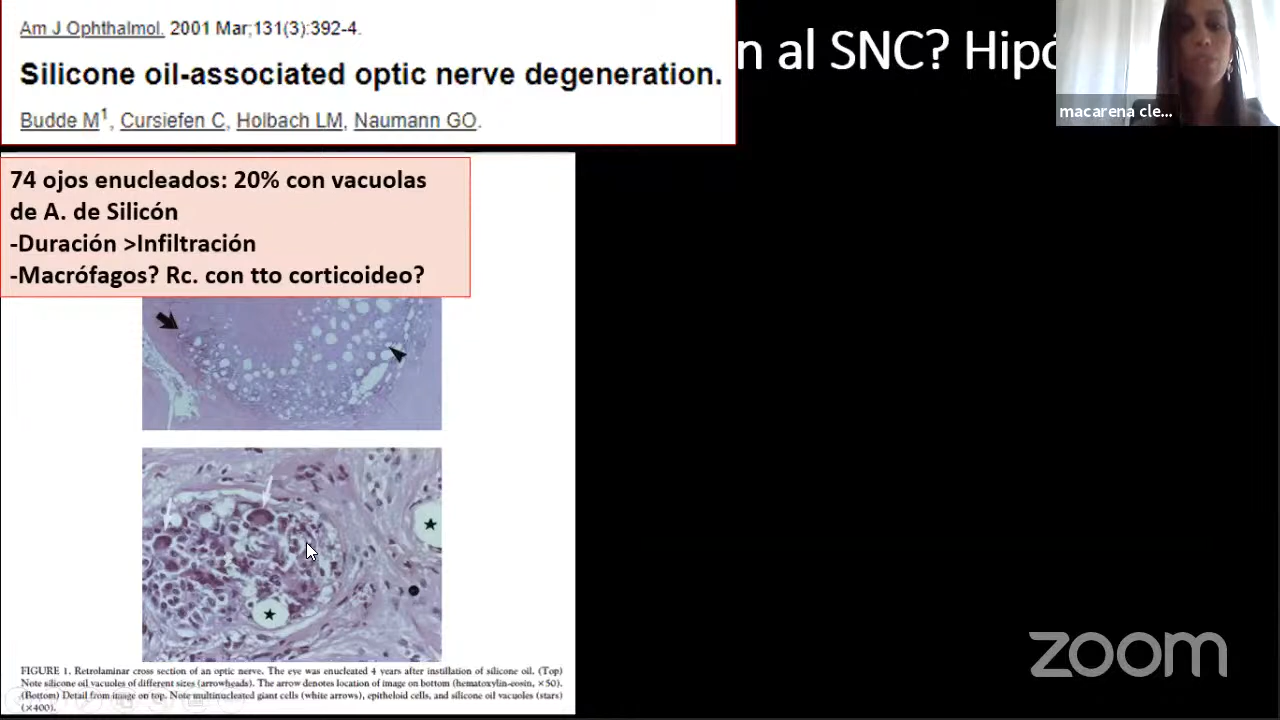 Am J Ophthalmol. 2001 Mar;131(3):392-4.
Silicone oil-associated optic nerve degeneration.
Budde M1, Cursiefen C, Holbach LM, Naumann GO.
n al SNC? Hipó
macarena cle...
74 ojos enucleados: 20% con vacuolas
de A. de Silicón
-Duración >Infiltración
-Macrófagos? Rc. con tto corticoideo?
FIGURE 1. Retrolaminar cross section of an optic nerve. The eye was enucleated 4 years after instillation of silicone oil. (Top)
Note silicone oil vacuoles of different sizes (arrowheads). The arrow denotes location of image on bottom (hematoxylin-eosin, ×50).
(Bottom) Detail from image on top. Note multinucleated giant cells (white arrows), epitheloid cells, and silicone oil vacuoles (stars)
(×400).
zoom